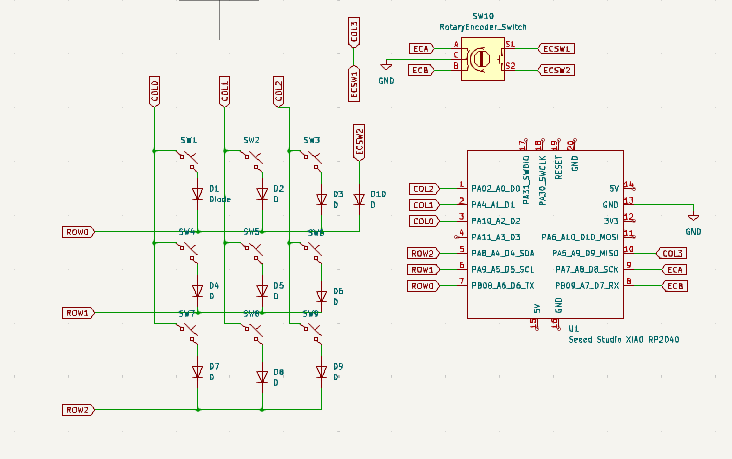 SW10
RotaryEncoder_Switch
COL3
ECSW1
ECA
A
C
B
ECB
S1
S2
ECSW1
ECSW2
GND
COL0
COL1
COL2
ECSW2
SW1
SW2
SW3
D1
Diode
D2
D
D3
D
D10
D
ROW0
SW4
SW5
SW6
D4
D
D5
D
D6
D
ROW1
SW7
SW8
SW9
D7
D
D8
D
D9
D
ROW2
17
18
19
20
PA31_SWDIO
PA30_SWCLK
RESET
GND
COL2
1
PA02_A0_D0
5V
14
COL1
2
PA4_A1_D1
GND
13
COL0
3
PA10_A2_D2
3V3
12
GND
4
PA11_A3_D3
PA6_A10_D10_MOSI
11
ROW2
5
PA8_A4_D4_SDA
PA5_A9_D9_MISO
10
COL3
ROW1
6
PA9_A5_D5_SCL
PA7_A8_D8_SCK
9
ECA
ROW0
7
PB08_A6_D6_TX
PB09_A7_D7_RX
8
ECB
5V
GND
15
16
U1
Seeed Studio XIAO RP2040